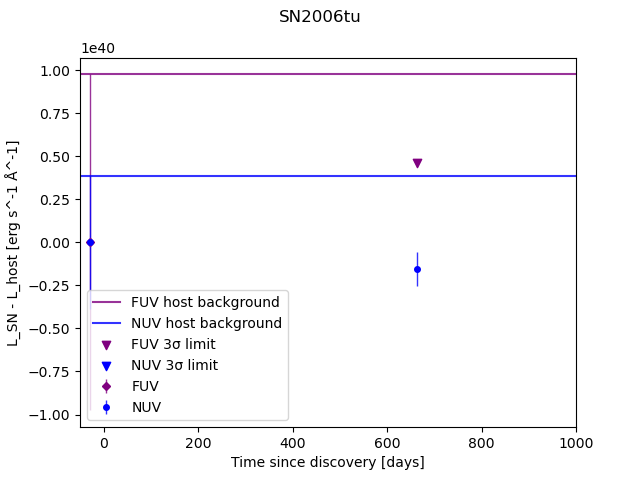 SN2006tu
1e40
1.00
0.75
0.50
0.25
0.00
−0.25
−0.50
−0.75
−1.00
L_SN - L_host [erg s^-1 Å^-1]
FUV host background
NUV host background
FUV 3σ limit
NUV 3σ limit
FUV
NUV
0 200 400 600 800 1000
Time since discovery [days]